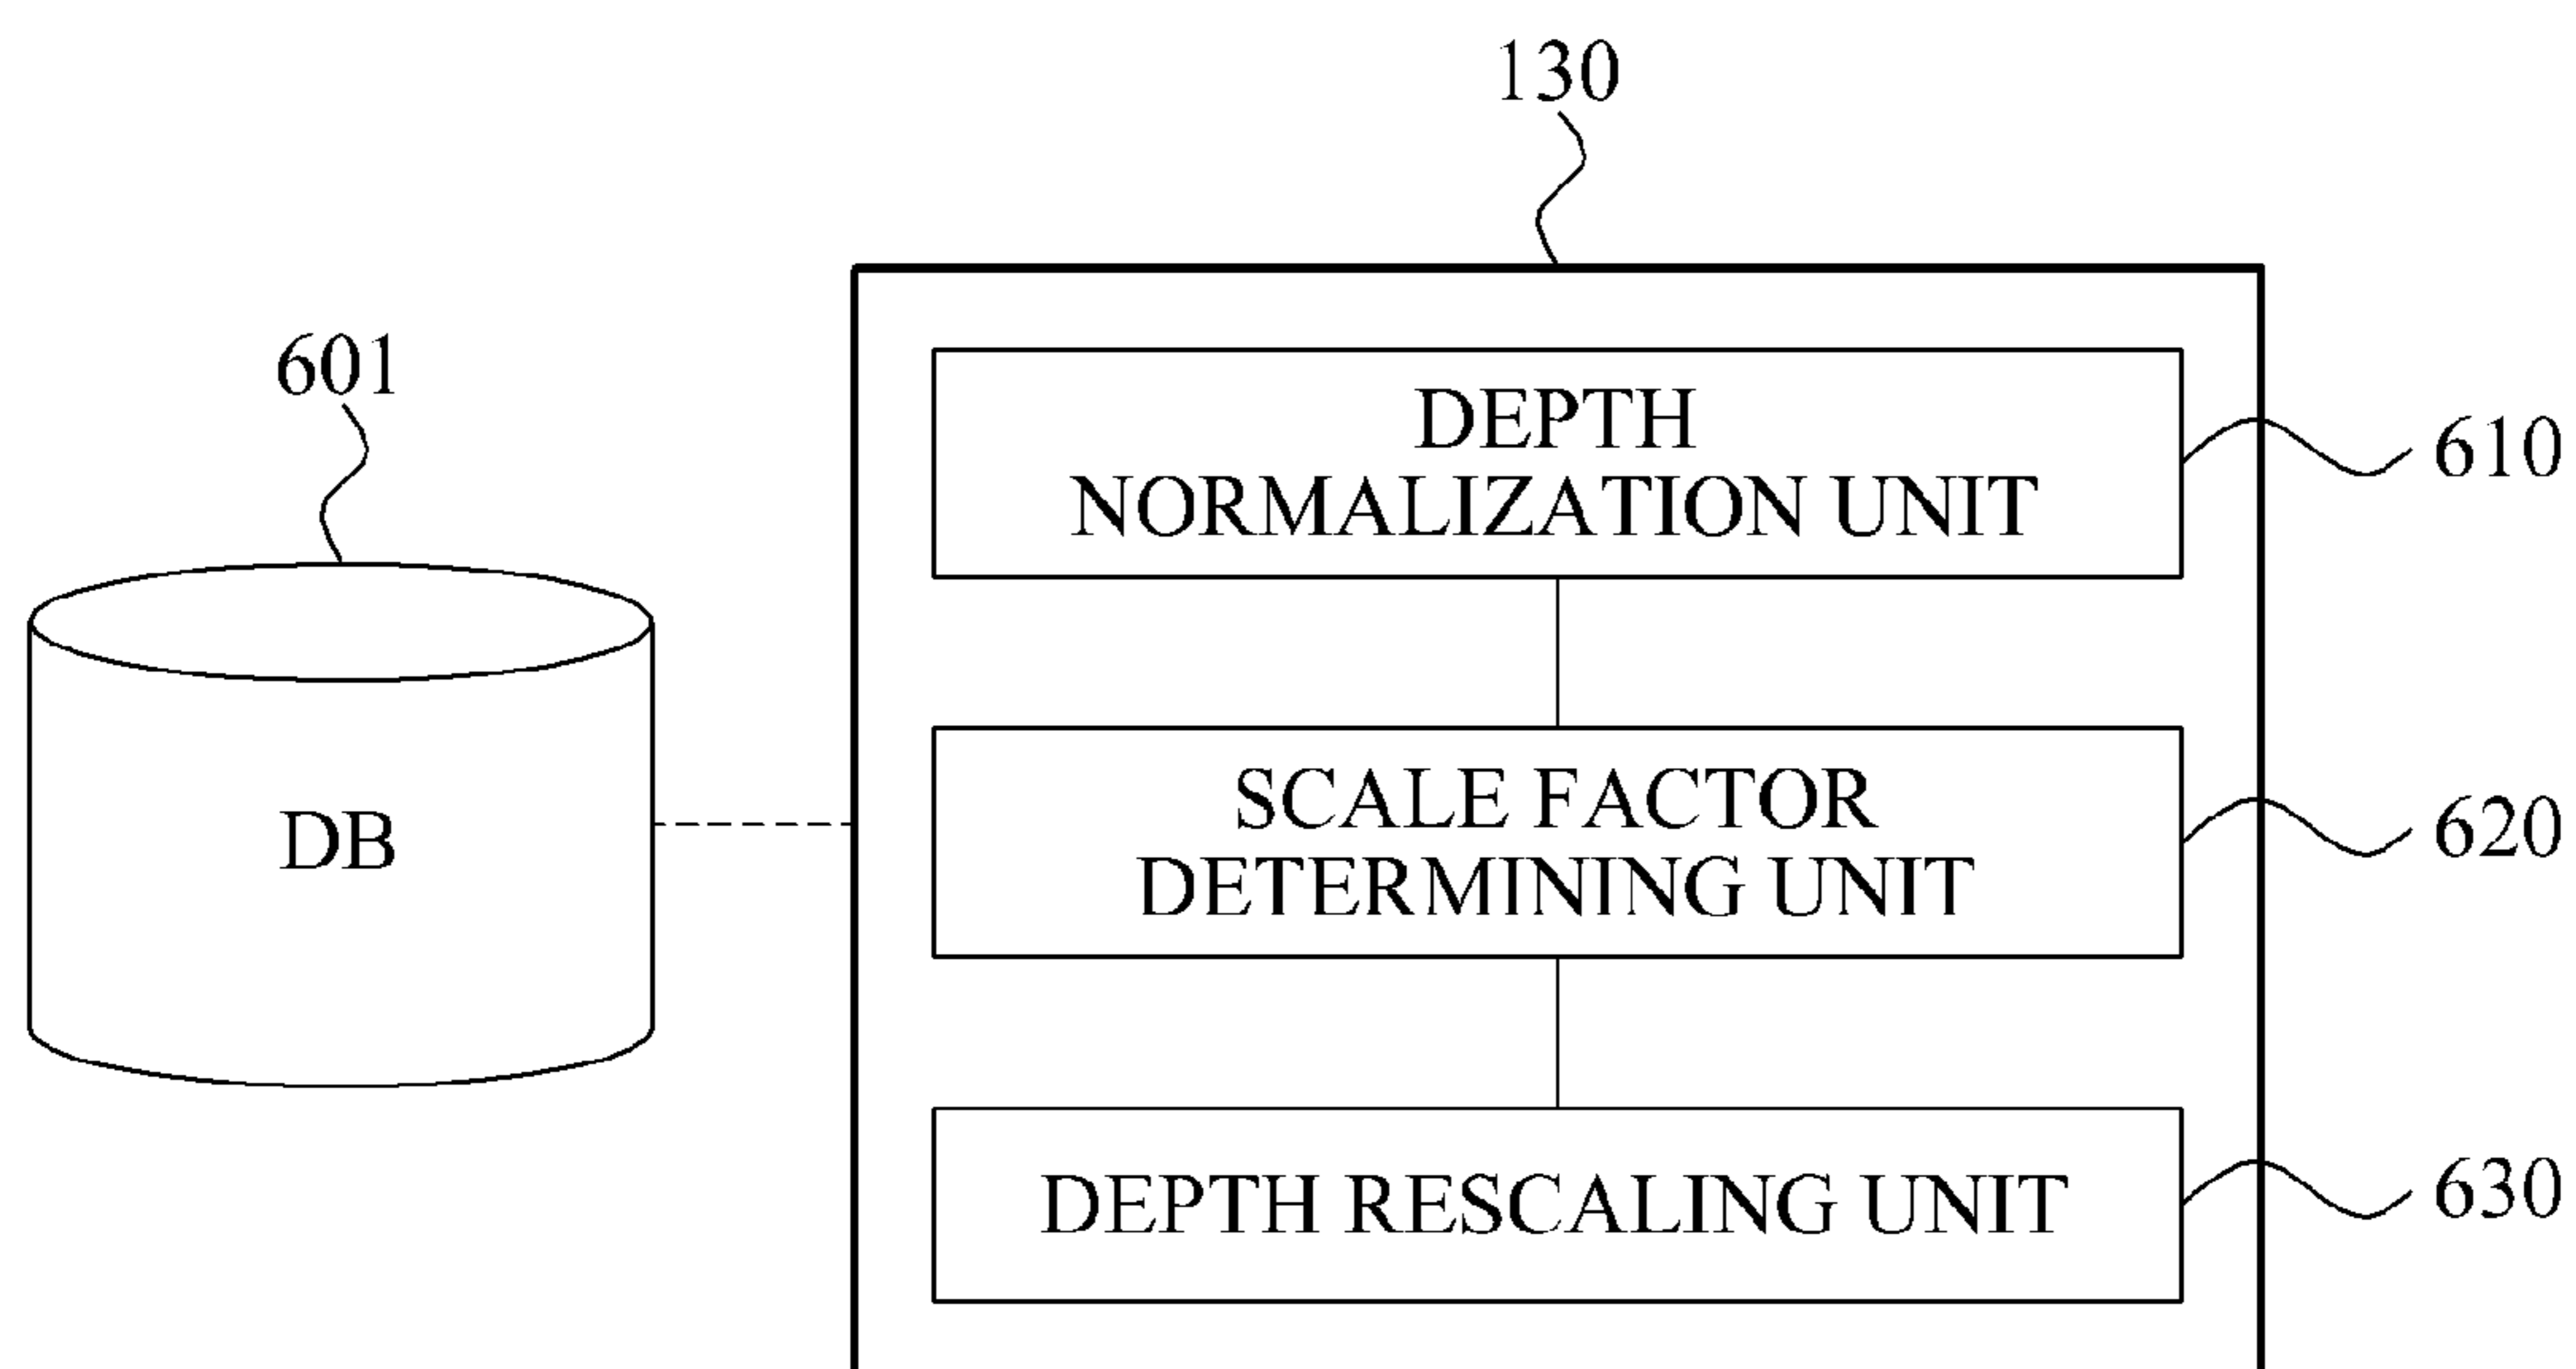 130
601
DEPTH
NORMALIZATION UNIT
610
DB
SCALE FACTOR
DETERMINING UNIT
620
DEPTH RESCALING UNIT
630